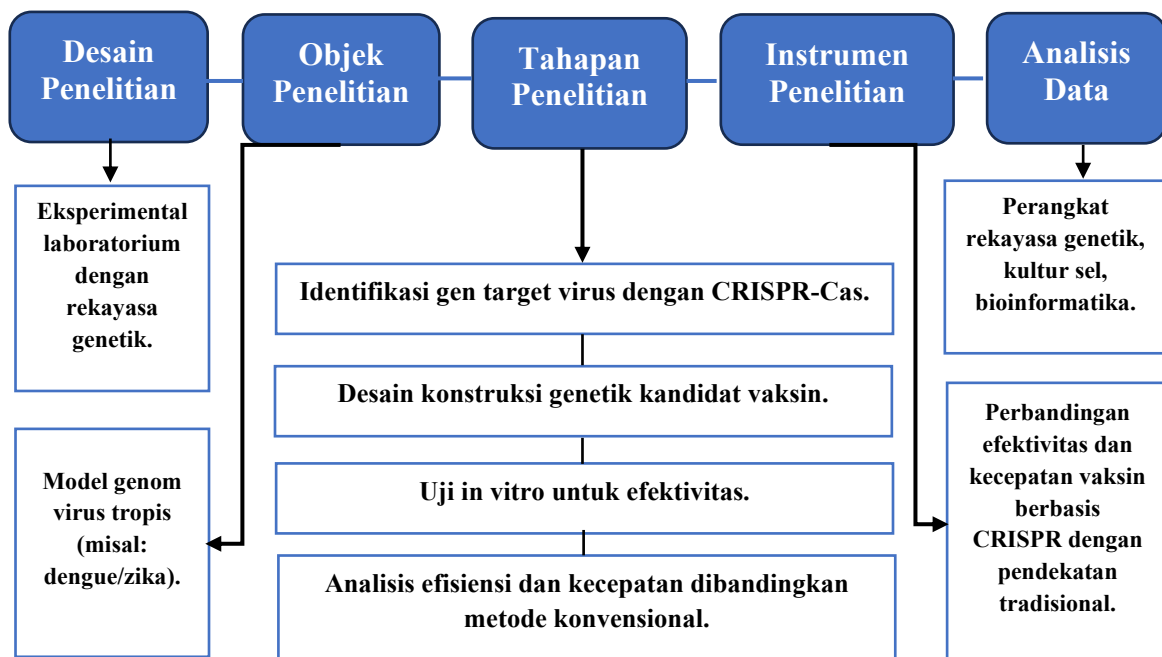 Desain
Penelitian
Objek
Penelitian
Tahapan
Penelitian
Instrumen
Penelitian
Analisis
Data
Eksperimental
laboratorium
dengan
rekayasa
genetik.
Model genom
virus tropis
(misal:
dengue/zika).
Identifikasi gen target virus dengan CRISPR-Cas.
Desain konstruksi genetik kandidat vaksin.
Uji in vitro untuk efektivitas.
Analisis efisiensi dan kecepatan dibandingkan
metode konvensional.
Perangkat
rekayasa genetik,
kultur sel,
bioinformatika.
Perbandingan
efektivitas dan
kecepatan vaksin
berbasis
CRISPR dengan
pendekatan
tradisional.